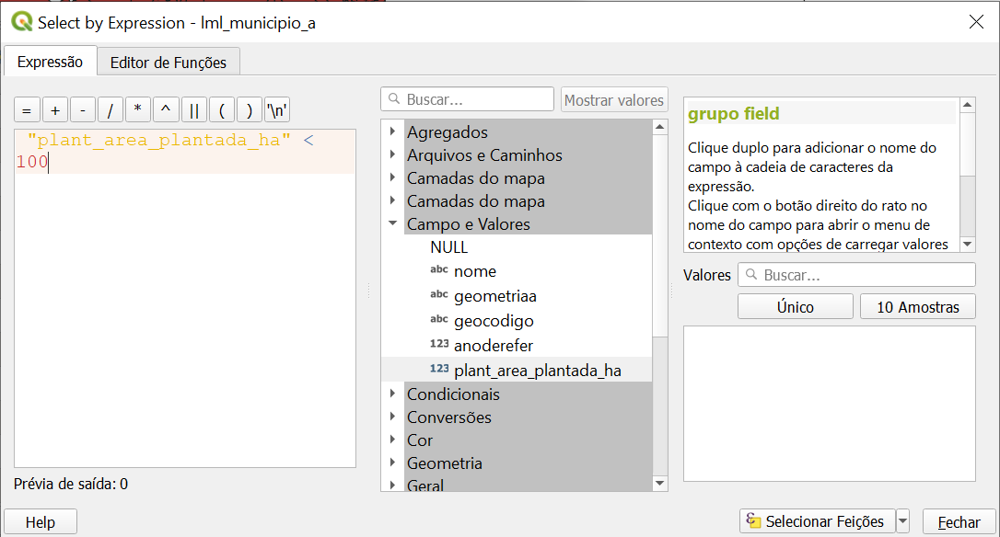 Select by Expression - lml_municipio_a
Expressão
Editor de Funções
= + - / * ^ || ( ) '\n'
"plant_area_plantada_ha" <
100
Prévia de saída: 0
Buscar...
Mostrar valores
Agregados
Arquivos e Caminhos
Camadas do mapa
Camadas do mapa
Campo e Valores
NULL
abc nome
abc geometriaa
abc geocodigo
123 anoderefer
123 plant_area_plantada_ha
Condicionais
Conversões
Cor
Geometria
Geral
grupo field
Clique duplo para adicionar o nome do
campo à cadeia de caracteres da
expressão.
Clique com o botão direito do rato no
nome do campo para abrir o menu de
contexto com opções de carregar valores
Valores
Buscar...
Único
10 Amostras
Help
Selecionar Feições
Fechar